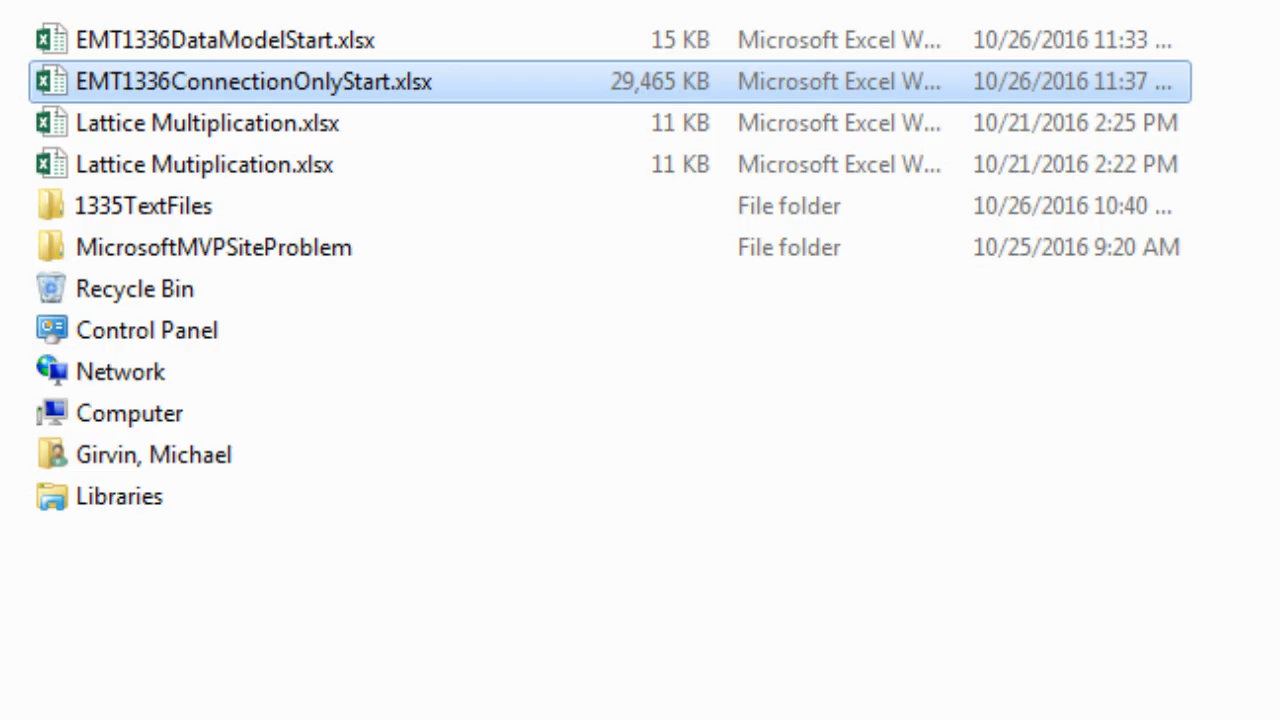 EMT1336DataModelStart.xlsx 15 KB Microsoft Excel W... 10/26/2016 11:33 ...
EMT1336ConnectionOnlyStart.xlsx 29,465 KB Microsoft Excel W... 10/26/2016 11:37 ...
Lattice Multiplication.xlsx 11 KB Microsoft Excel W... 10/21/2016 2:25 PM
Lattice Mutiplication.xlsx 11 KB Microsoft Excel W... 10/21/2016 2:22 PM
1335TextFiles File folder 10/26/2016 10:40 ...
MicrosoftMVPSiteProblem File folder 10/25/2016 9:20 AM
Recycle Bin
Control Panel
Network
Computer
Girvin, Michael
Libraries